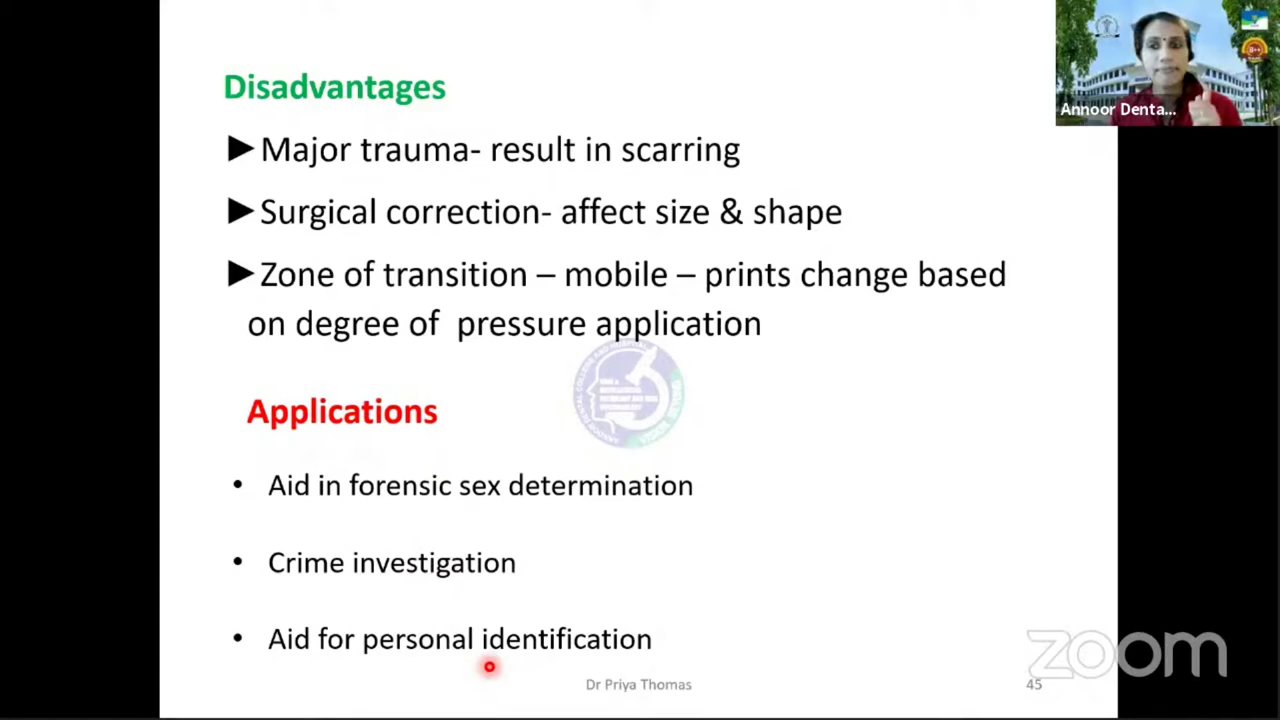 Disadvantages
►Major trauma- result in scarring
►Surgical correction- affect size & shape
►Zone of transition – mobile – prints change based
on degree of pressure application
Applications
• Aid in forensic sex determination
• Crime investigation
• Aid for personal identification
Dr Priya Thomas
45
Annoor Denta...
zoom